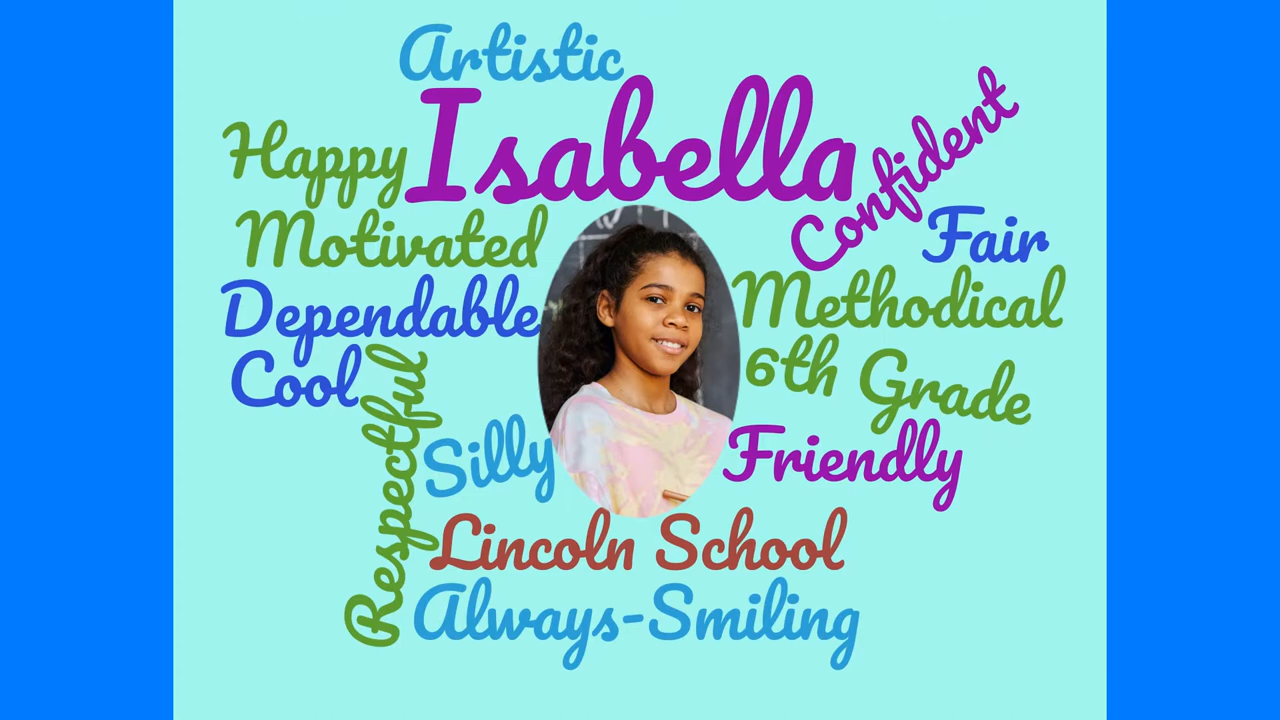 Artistic
Isabella
Confident
Happy
Motivated
Fair
Dependable
Methodical
Cool
6th Grade
Respectful
Silly
Friendly
Lincoln School
Always-Smiling